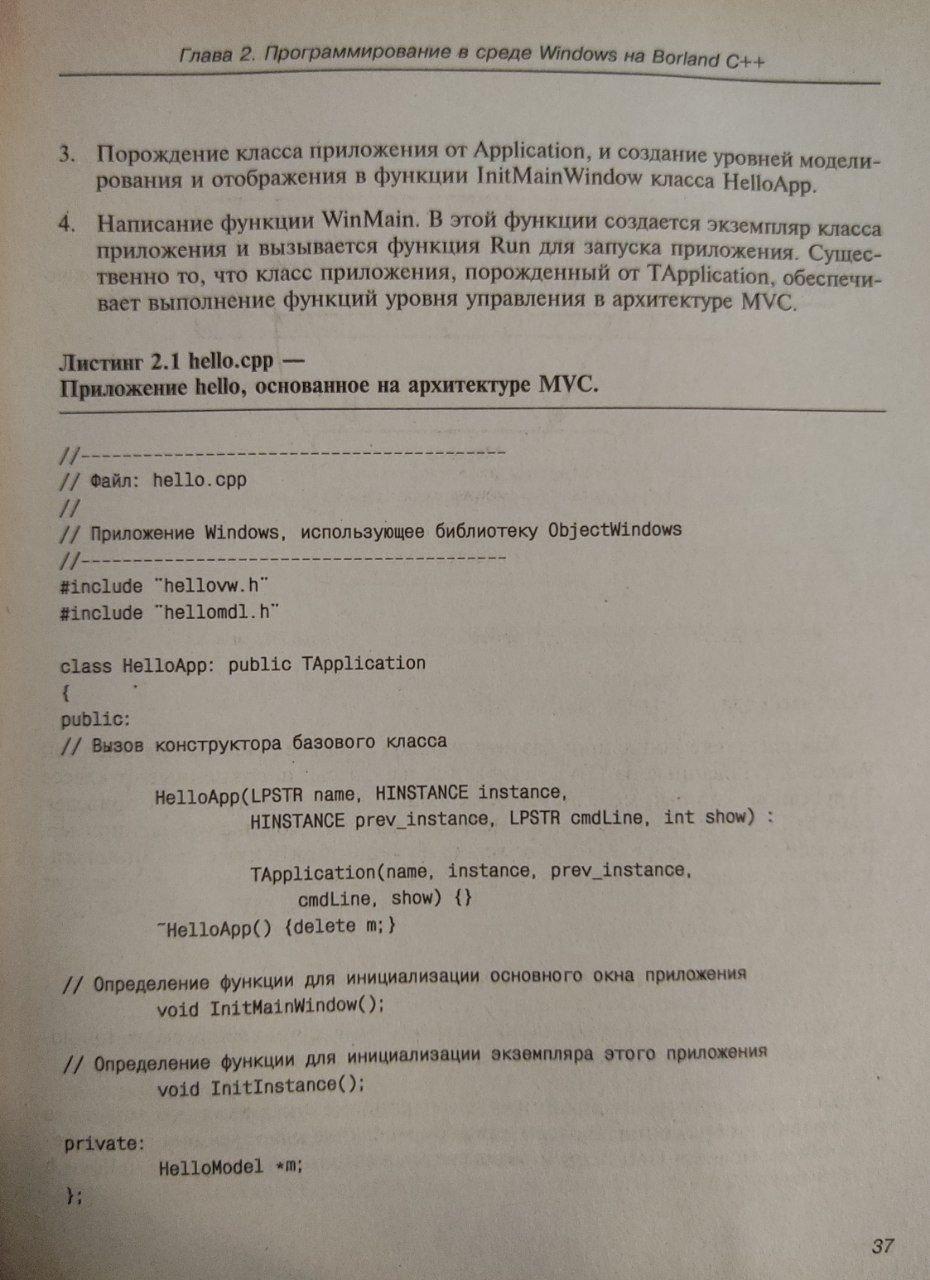 Глава 2. Программирование в среде Windows на Borland C++
3. Порождение класса приложения от Application, и создание уровней модели-
рования и отображения в функции InitMainWindow класса HelloApp.
4. Написание функции WinMain. В этой функции создается экземпляр класса
приложения и вызывается функция Run для запуска приложения. Сущес-
твенно то, что класс приложения, порожденный от TApplication, обеспечи-
вает выполнение функций уровня управления в архитектуре MVC.
Листинг 2.1 hello.cpp —
Приложение hello, основанное на архитектуре MVC.
//-----------------------------------------
// Файл: hello.cpp
//
// Приложение Windows, использующее библиотеку ObjectWindows
//-----------------------------------------
#include "hellovw.h"
#include "hellomdl.h"
class HelloApp: public TApplication
{
public:
// Вызов конструктора базового класса
HelloApp(LPSTR name, HINSTANCE instance,
HINSTANCE prev_instance, LPSTR cmdLine, int show) :
TApplication(name, instance, prev_instance,
cmdLine, show) {}
~HelloApp() {delete m;}
// Определение функции для инициализации основного окна приложения
void InitMainWindow();
// Определение функции для инициализации экземпляра этого приложения
void InitInstance();
private:
HelloModel *m;
};
37